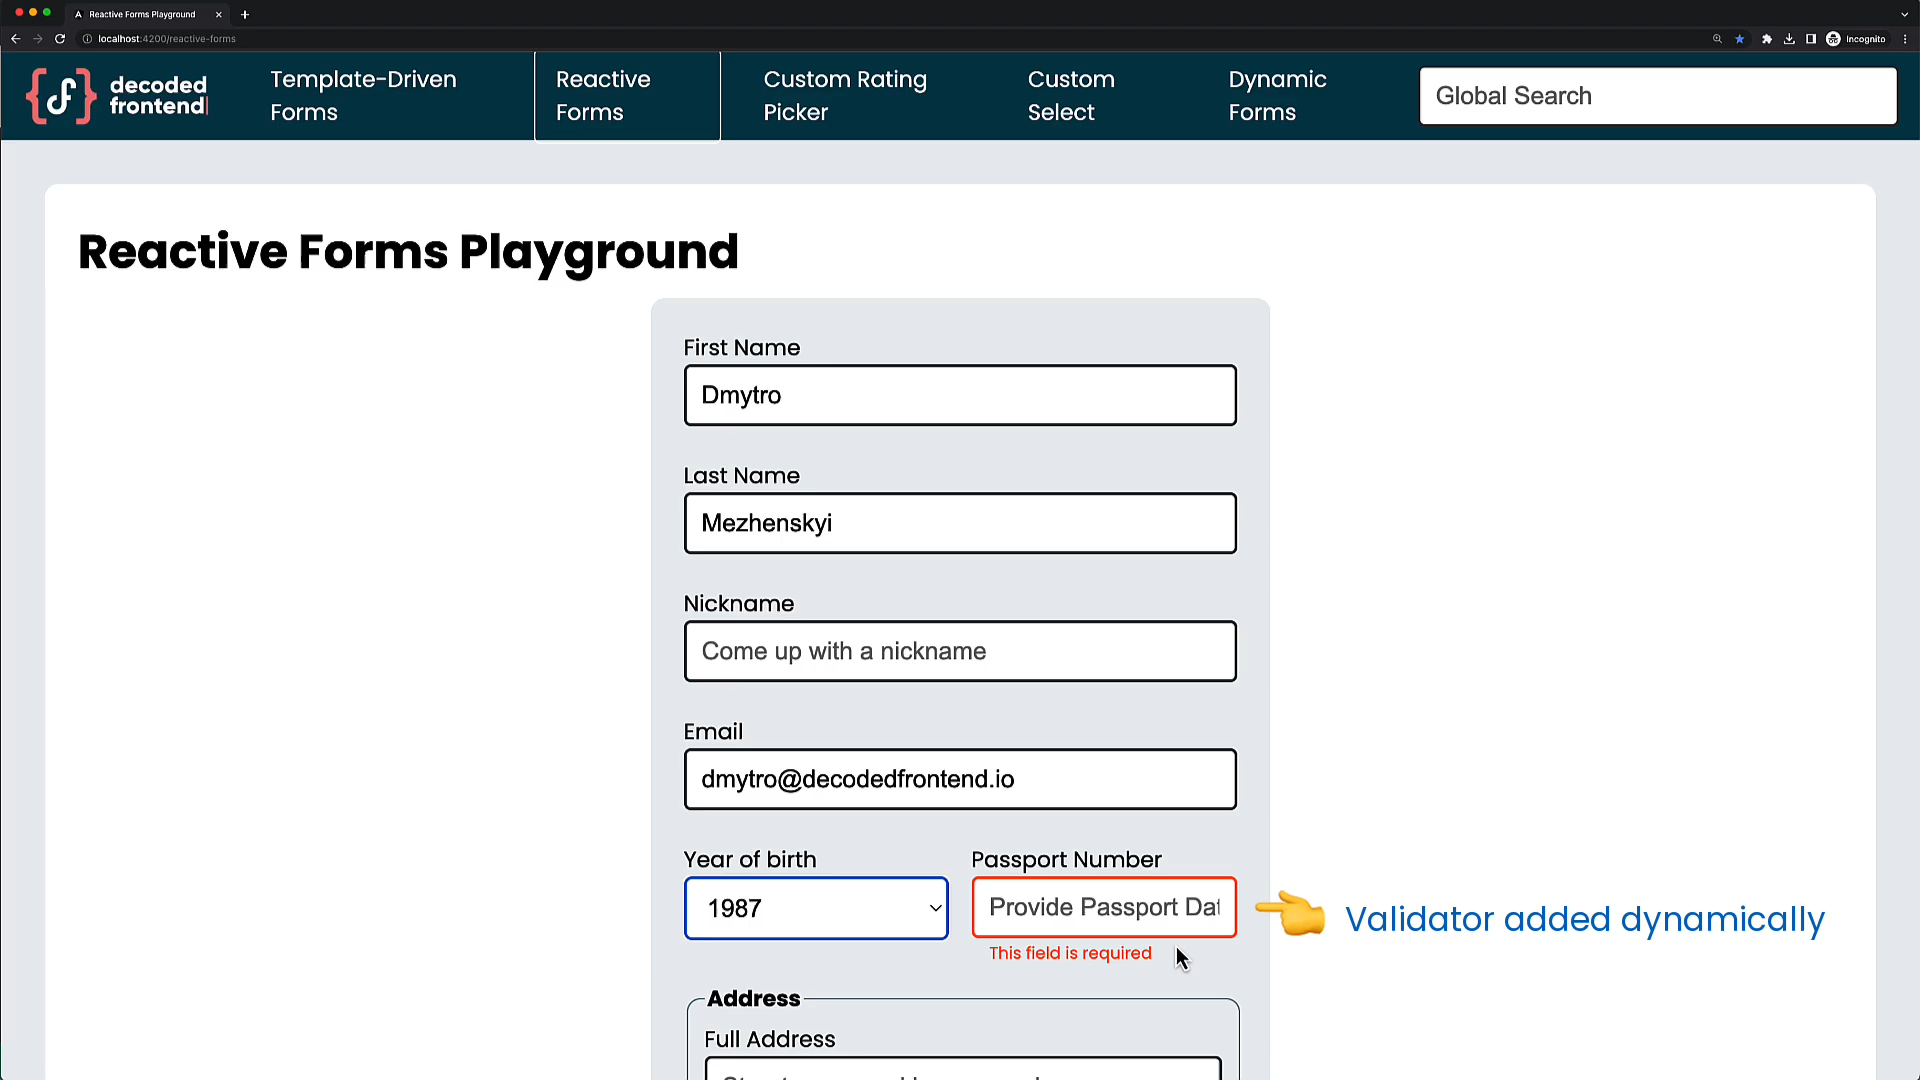 Reactive Forms Playground
localhost:4200/reactive-forms
Incognito
decoded
frontend
Template-Driven
Forms
Reactive
Forms
Custom Rating
Picker
Custom
Select
Dynamic
Forms
Global Search
Reactive Forms Playground
First Name
Dmytro
Last Name
Mezhenskyi
Nickname
Come up with a nickname
Email
dmytro@decodedfrontend.io
Year of birth
Passport Number
1987
Provide Passport Dat
Validator added dynamically
This field is required
Address
Full Address